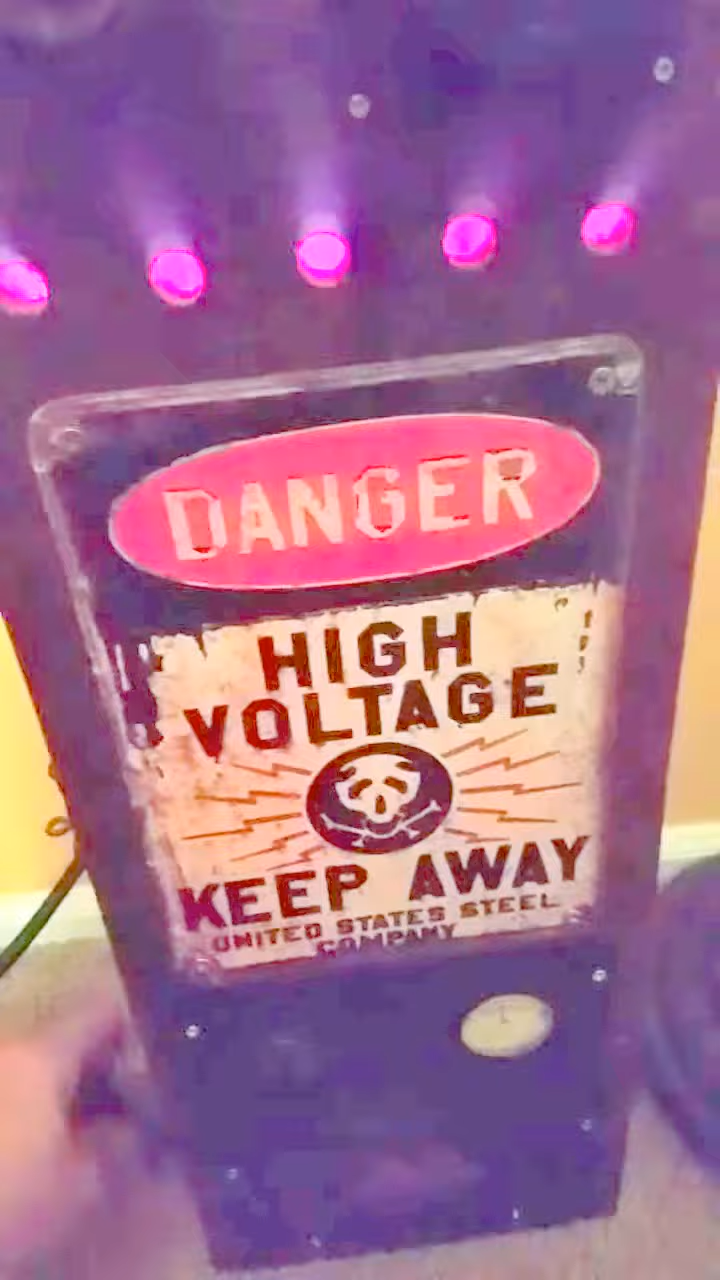 DANGER
HIGH
VOLTAGE
KEEP AWAY
UNITED STATES STEEL
COMPANY